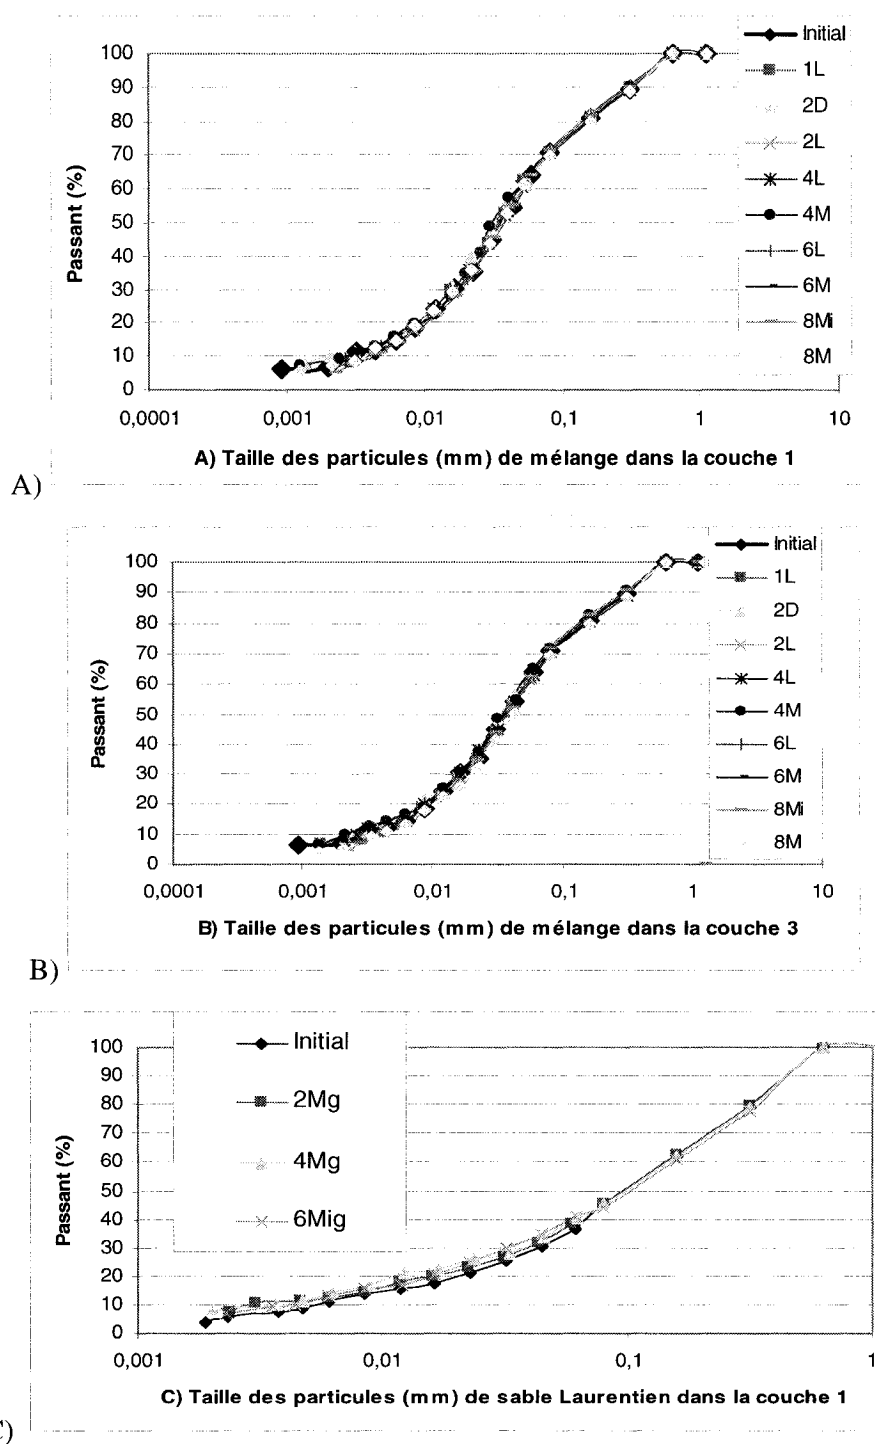 100
90
80
70
60
50
40
30
20
10
0
Passant (%)
0,0001
0,001
0,01
0,1
1
10
Initial
1L
2D
2L
4L
4M
6L
6M
8Mi
8M
A) Taille des particules (mm) de mélange dans la couche 1
A)
100
90
80
70
60
50
40
30
20
10
0
Passant (%)
0,0001
0,001
0,01
0,1
1
10
Initial
1L
2D
2L
4L
4M
6L
6M
8Mi
8M
B) Taille des particules (mm) de mélange dans la couche 3
B)
100
90
80
70
60
50
40
30
20
10
0
Passant (%)
Initial
2Mg
4Mg
6Mig
0,001
0,01
0,1
1
C) Taille des particules (mm) de sable Laurentien dans la couche 1
C)